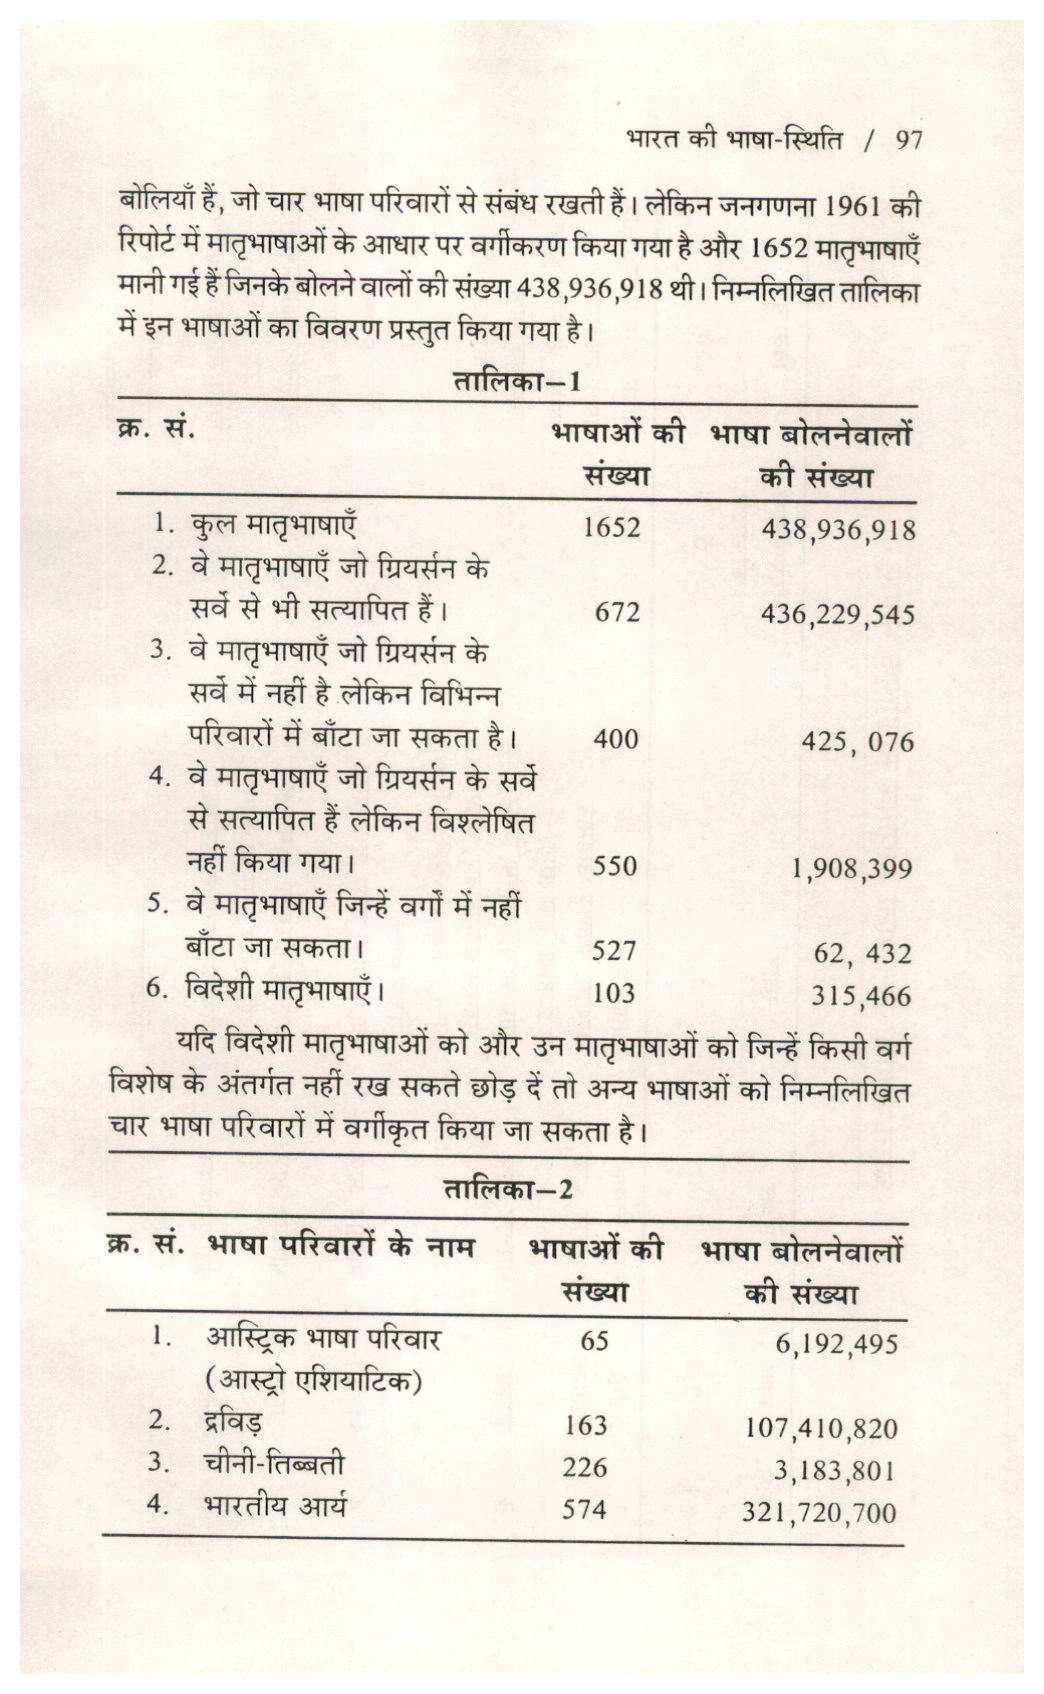 भारत की भाषा-स्थिति / 97
बोलियाँ हैं, जो चार भाषा परिवारों से संबंध रखती हैं। लेकिन जनगणना 1961 की
रिपोर्ट में मातृभाषाओं के आधार पर वर्गीकरण किया गया है और 1652 मातृभाषाएँ
मानी गई हैं जिनके बोलने वालों की संख्या 438,936,918 थी। निम्नलिखित तालिका
में इन भाषाओं का विवरण प्रस्तुत किया गया है।
तालिका–1
क्र. सं. भाषाओं की भाषा बोलनेवालों
संख्या की संख्या
1. कुल मातृभाषाएँ 1652 438,936,918
2. वे मातृभाषाएँ जो ग्रियर्सन के
सर्वे से भी सत्यापित हैं। 672 436,229,545
3. वे मातृभाषाएँ जो ग्रियर्सन के
सर्वे में नहीं है लेकिन विभिन्न
परिवारों में बाँटा जा सकता है। 400 425, 076
4. वे मातृभाषाएँ जो ग्रियर्सन के सर्वे
से सत्यापित हैं लेकिन विश्लेषित
नहीं किया गया। 550 1,908,399
5. वे मातृभाषाएँ जिन्हें वर्गों में नहीं
बाँटा जा सकता। 527 62, 432
6. विदेशी मातृभाषाएँ। 103 315,466
यदि विदेशी मातृभाषाओं को और उन मातृभाषाओं को जिन्हें किसी वर्ग
विशेष के अंतर्गत नहीं रख सकते छोड़ दें तो अन्य भाषाओं को निम्नलिखित
चार भाषा परिवारों में वर्गीकृत किया जा सकता है।
तालिका–2
क्र. सं. भाषा परिवारों के नाम भाषाओं की भाषा बोलनेवालों
संख्या की संख्या
1. आस्ट्रिक भाषा परिवार 65 6,192,495
(आस्ट्रो एशियाटिक)
2. द्रविड़ 163 107,410,820
3. चीनी-तिब्बती 226 3,183,801
4. भारतीय आर्य 574 321,720,700